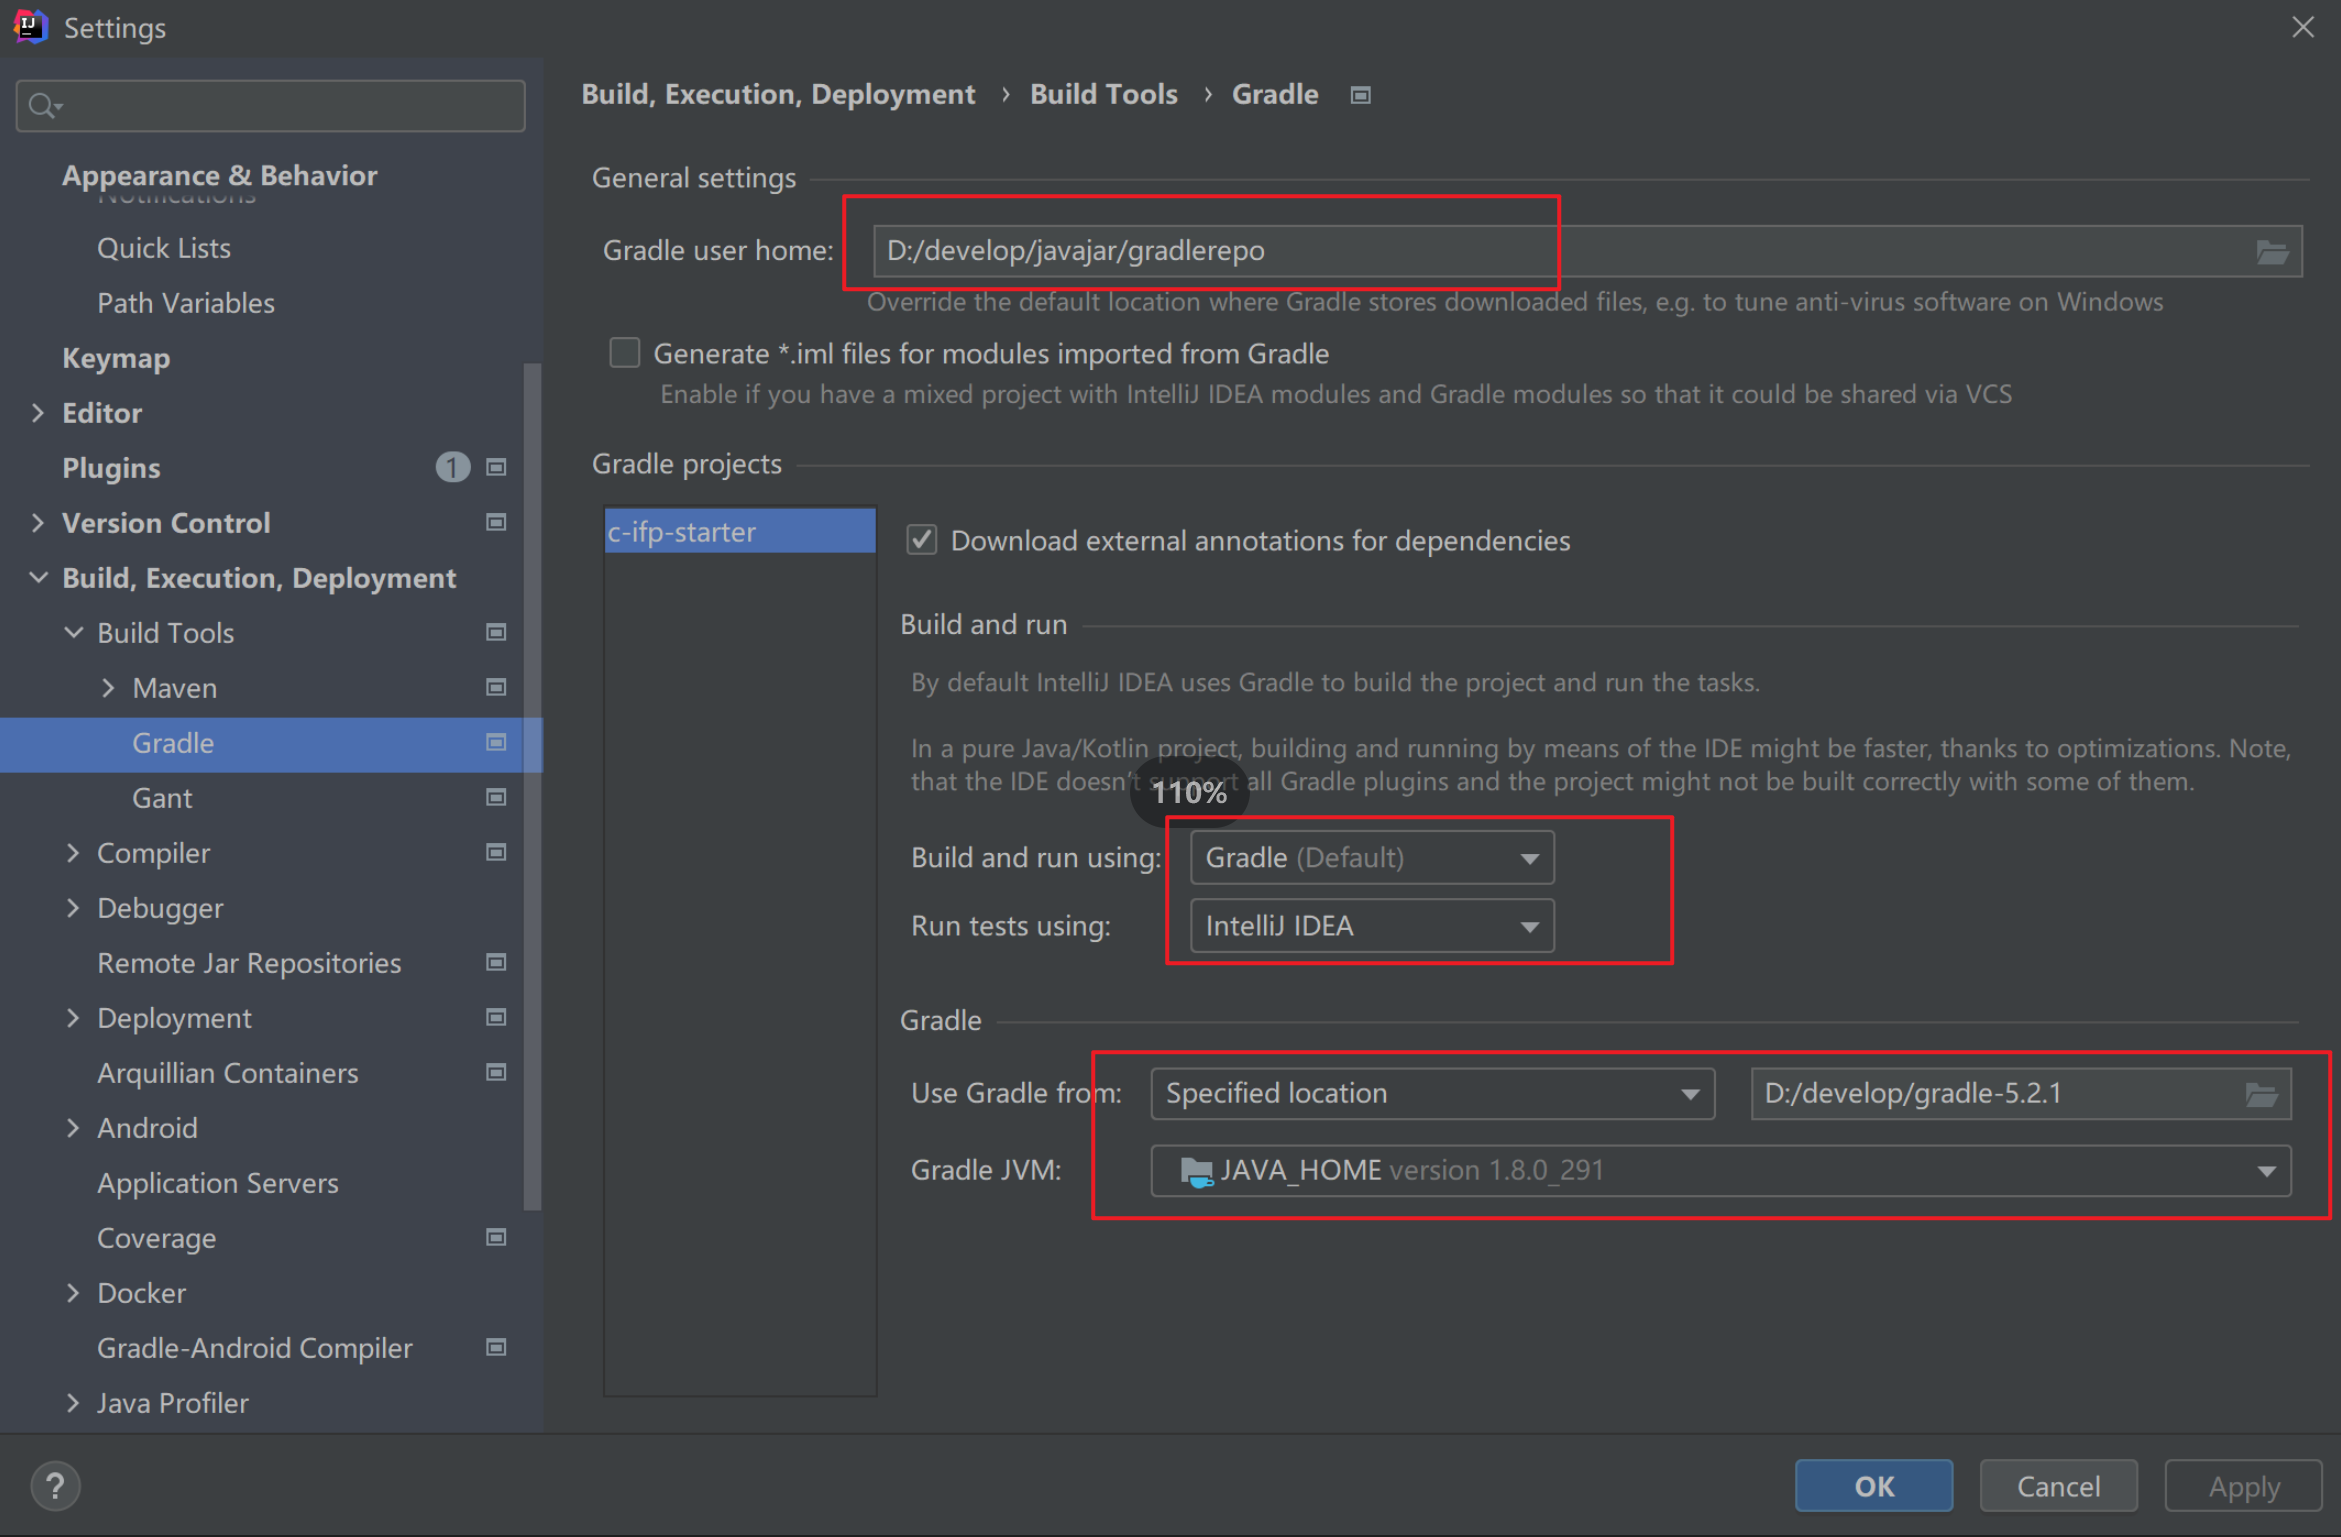 Settings
Appearance & Behavior
Notifications
Quick Lists
Path Variables
Keymap
Editor
Plugins 1
Version Control
Build, Execution, Deployment
Build Tools
Maven
Gradle
Gant
Compiler
Debugger
Remote Jar Repositories
Deployment
Arquillian Containers
Android
Application Servers
Coverage
Docker
Gradle-Android Compiler
Java Profiler
Build, Execution, Deployment › Build Tools › Gradle
General settings
Gradle user home: D:/develop/javajar/gradlerepo
Override the default location where Gradle stores downloaded files, e.g. to tune anti-virus software on Windows
Generate *.iml files for modules imported from Gradle
Enable if you have a mixed project with IntelliJ IDEA modules and Gradle modules so that it could be shared via VCS
Gradle projects
c-ifp-starter
Download external annotations for dependencies
Build and run
By default IntelliJ IDEA uses Gradle to build the project and run the tasks.
In a pure Java/Kotlin project, building and running by means of the IDE might be faster, thanks to optimizations. Note,
that the IDE doesn't support all Gradle plugins and the project might not be built correctly with some of them.
110%
Build and run using: Gradle (Default)
Run tests using: IntelliJ IDEA
Gradle
Use Gradle from: Specified location D:/develop/gradle-5.2.1
Gradle JVM: JAVA_HOME version 1.8.0_291
? OK Cancel Apply